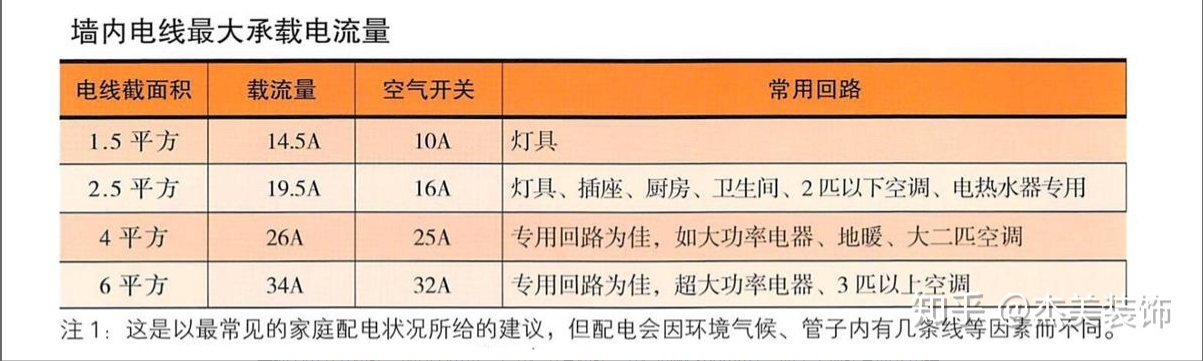 墙内电线最大承载电流量
电线截面积 载流量 空气开关 常用回路
1.5 平方 14.5A 10A 灯具
2.5 平方 19.5A 16A 灯具、插座、厨房、卫生间、2 匹以下空调、电热水器专用
4 平方 26A 25A 专用回路为佳，如大功率电器、地暖、大二匹空调
6 平方 34A 32A 专用回路为佳，超大功率电器、3 匹以上空调
知乎 @杰美装饰
注 1：这是以最常见的家庭配电状况所给的建议，但配电会因环境气候、管子内有几条线等因素而不同。